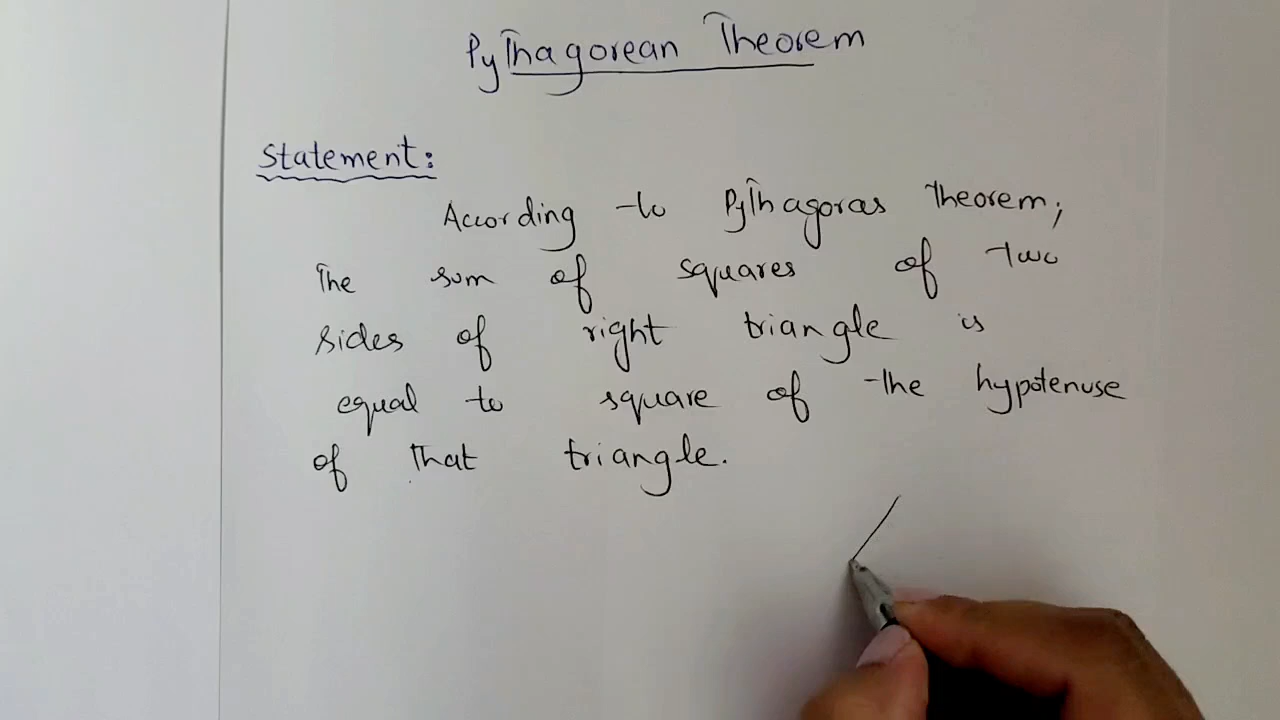 Pythagorean Theorem
Statement:
According to Pythagoras Theorem;
The sum of squares of two
sides of right triangle is
equal to square of the hypotenuse
of that triangle.